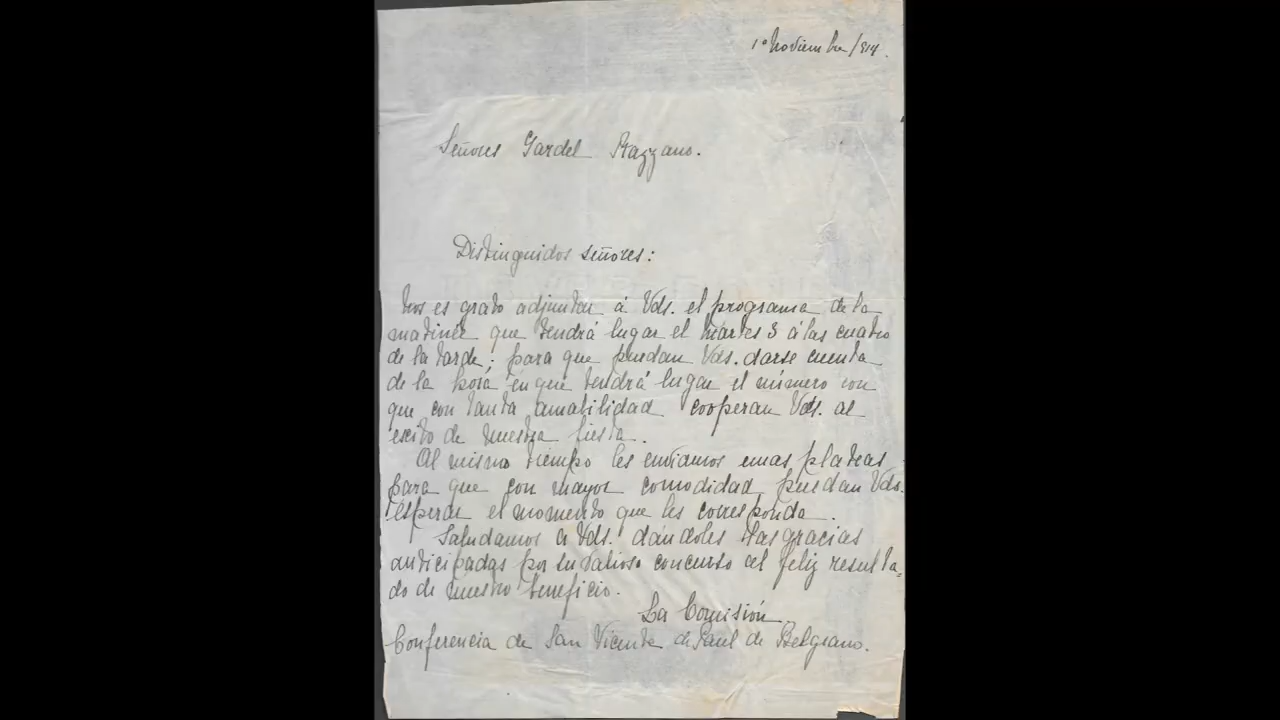 1º Noviembre/914.
Señores Gardel Razzano.
Distinguidos señores:
Nos es grato adjuntar á Vds. el programa de la
matinée que tendrá lugar el martes 3 á las cuatro
de la tarde; para que puedan Vds. darse cuenta
de la hora en que tendrá lugar el número con
que con tanta amabilidad cooperan Vds. al
éxito de nuestra fiesta.
Al mismo tiempo les enviamos unas plateas
para que con mayor comodidad puedan Vds.
esperar el momento que les corresponda.
Saludamos a Vds. dándoles las gracias
anticipadas por su valioso concurso al feliz resulta-
do de nuestro beneficio.
La Comisión
Conferencia de San Vicente de Paul de Belgrano.